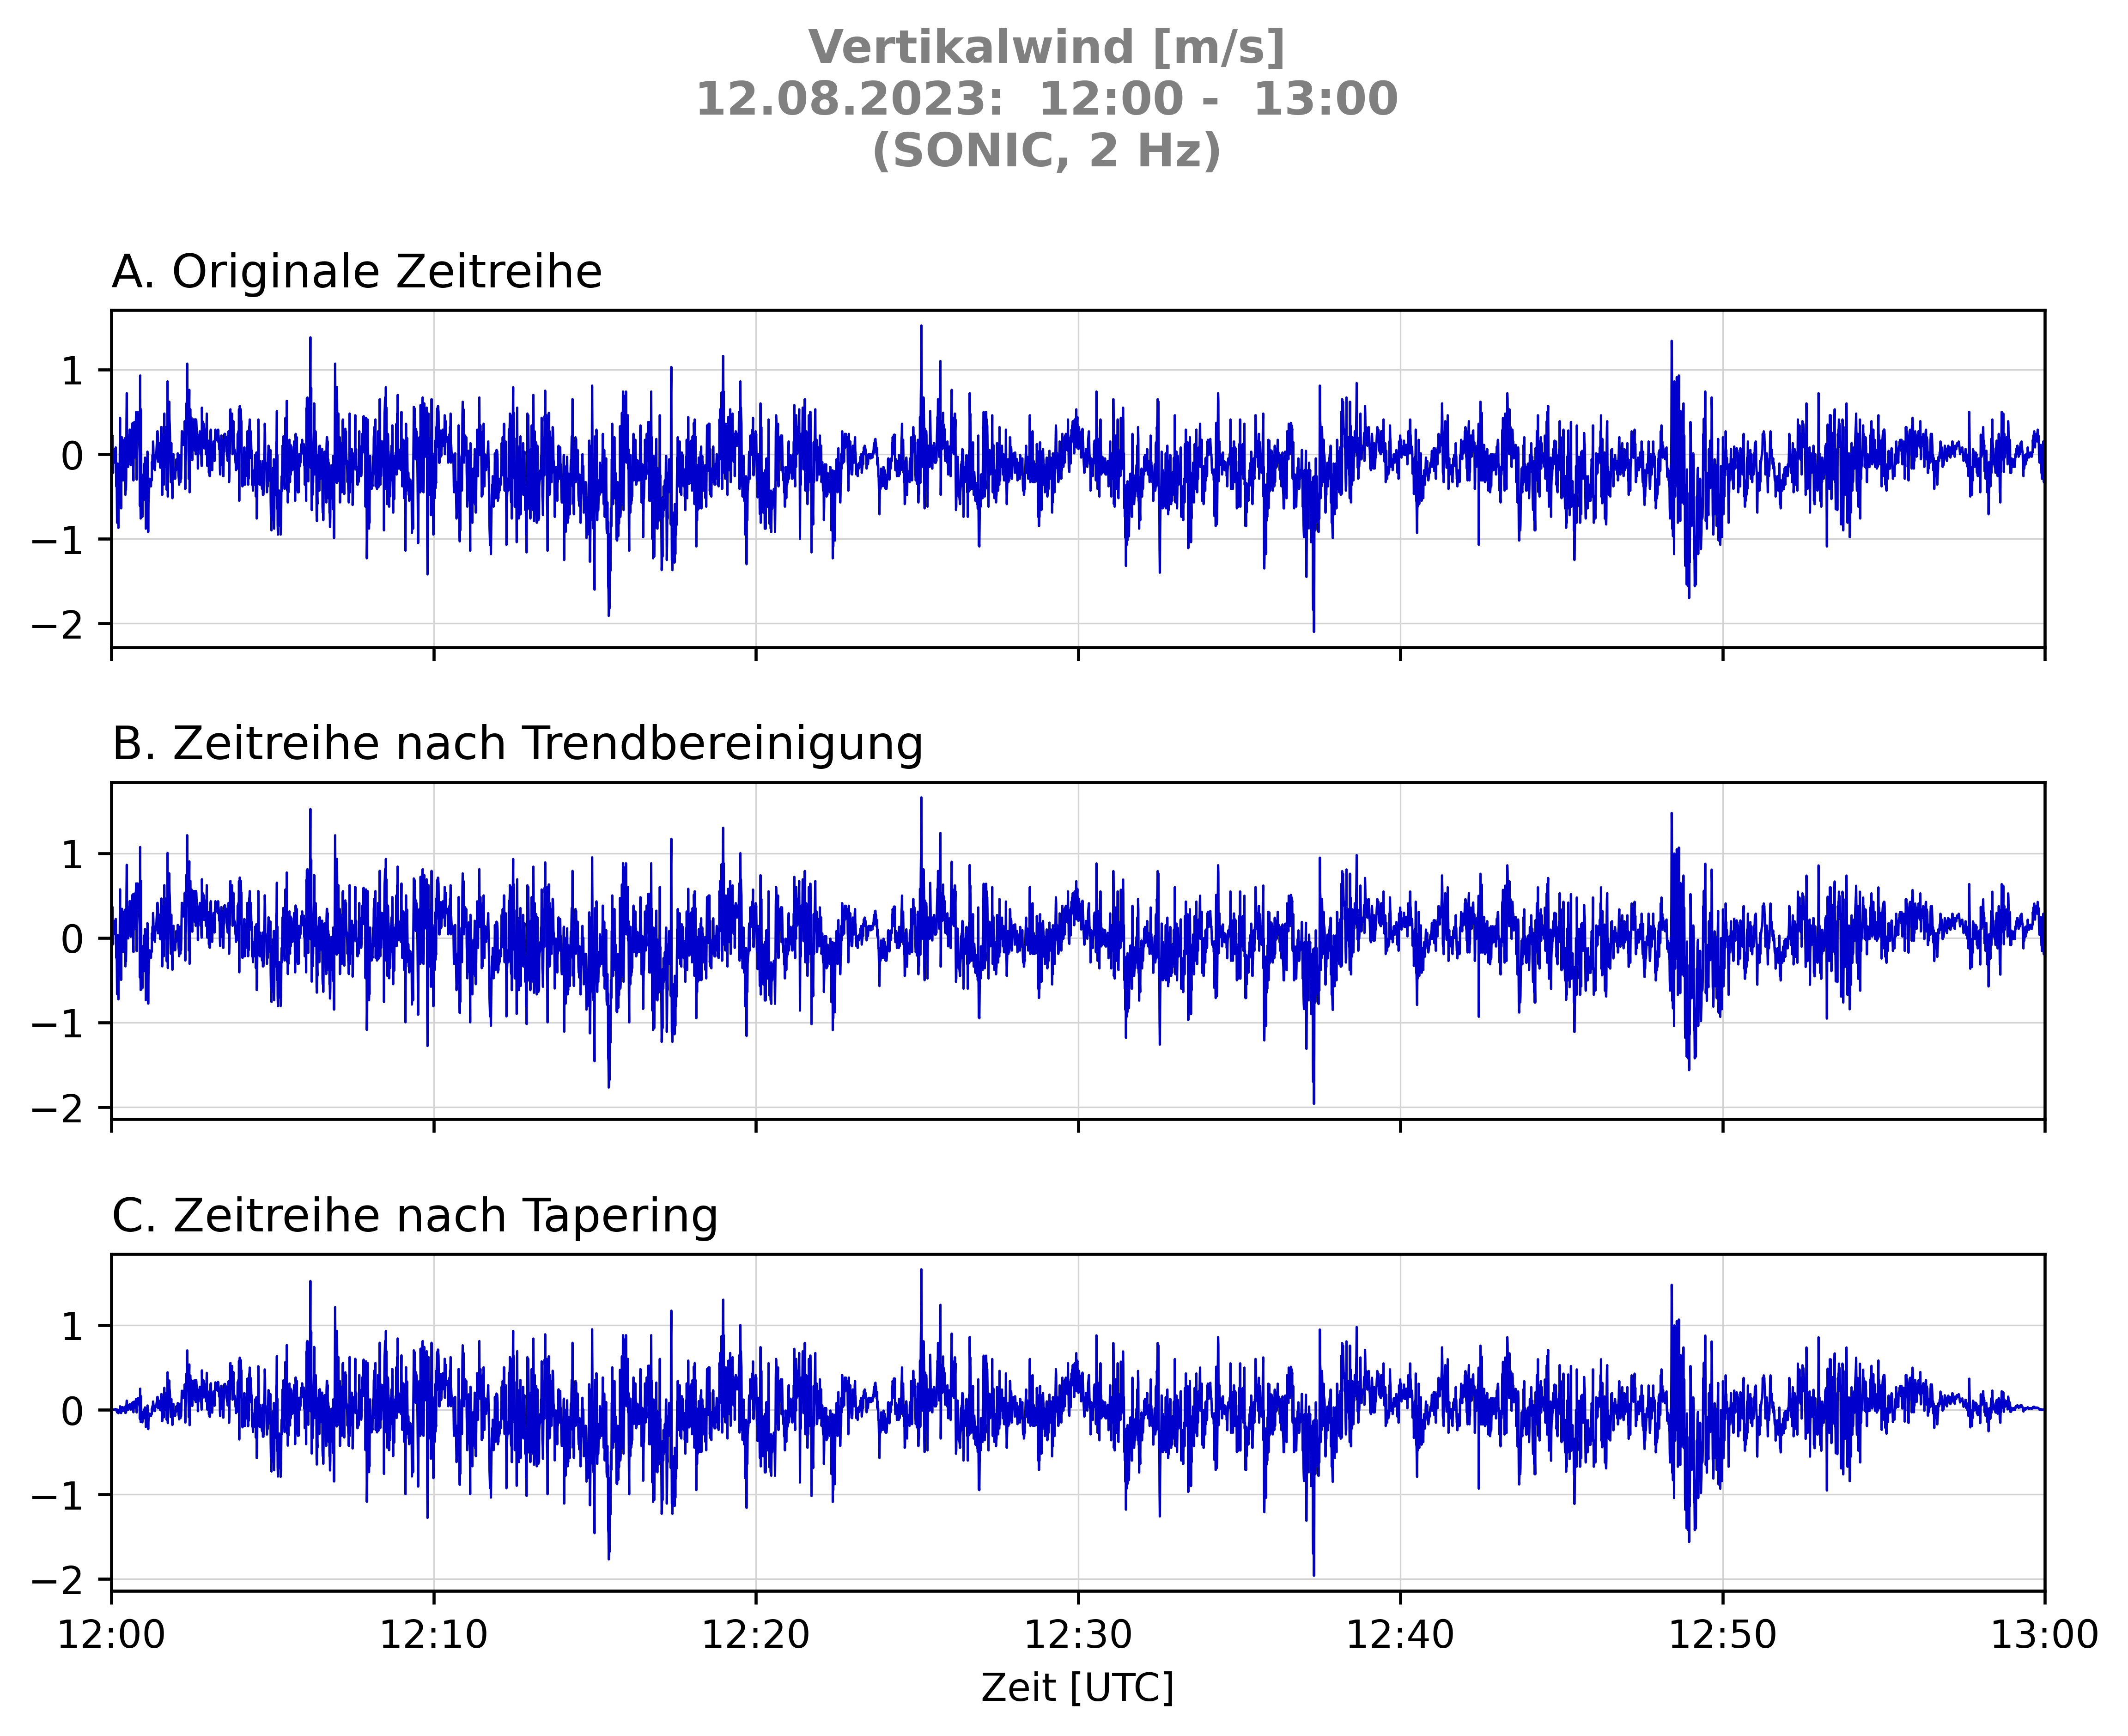 Vertikalwind [m/s]
12.08.2023:  12:00 -  13:00
(SONIC, 2 Hz)
A. Originale Zeitreihe
1
0
−1
−2
B. Zeitreihe nach Trendbereinigung
1
0
−1
−2
C. Zeitreihe nach Tapering
1
0
−1
−2
12:00 12:10 12:20 12:30 12:40 12:50 13:00
Zeit [UTC]